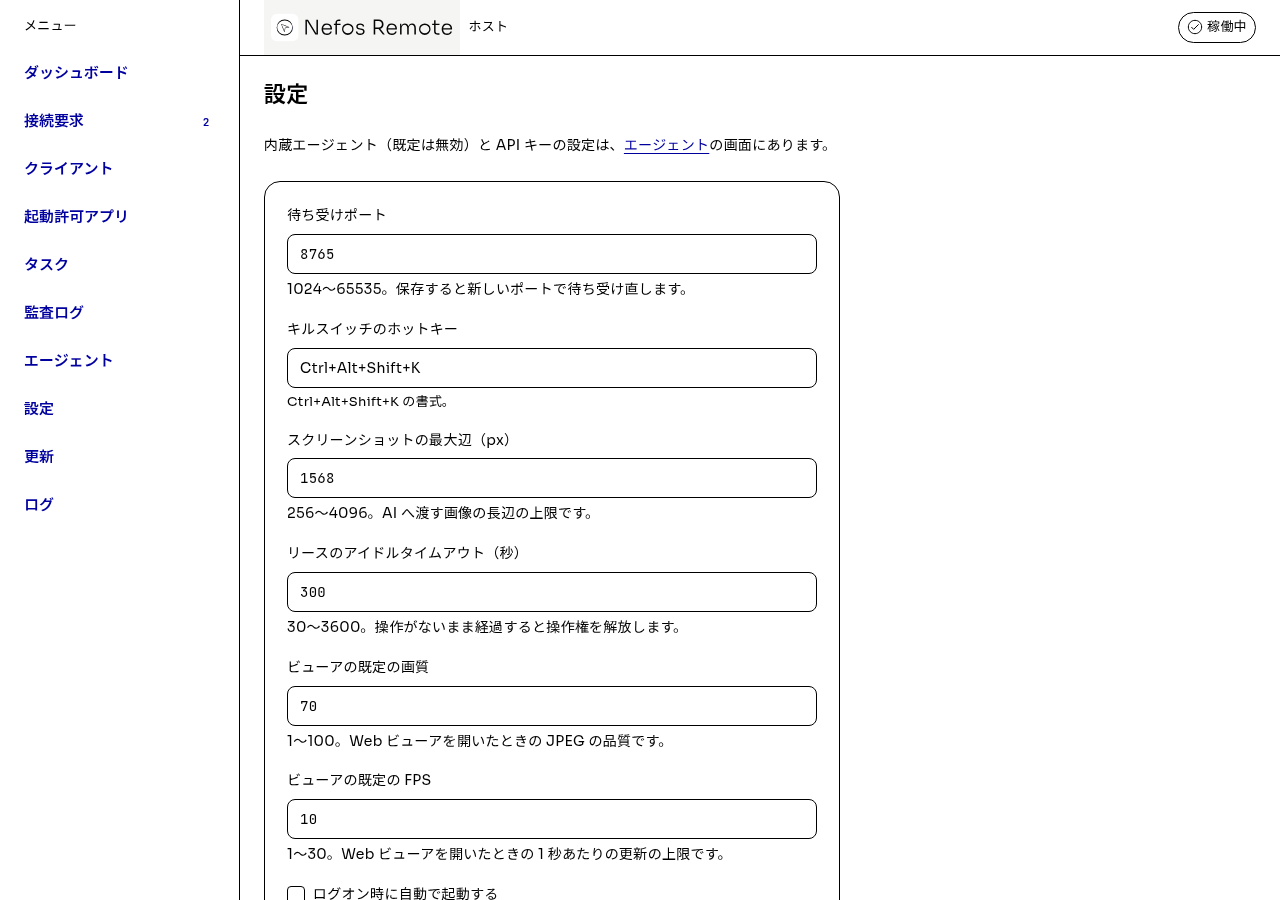 メニュー
ダッシュボード
接続要求 2
クライアント
起動許可アプリ
タスク
監査ログ
エージェント
設定
更新
ログ
Nefos Remote ホスト
稼働中
設定
内蔵エージェント（既定は無効）と API キーの設定は、エージェントの画面にあります。
待ち受けポート
8765
1024〜65535。保存すると新しいポートで待ち受け直します。
キルスイッチのホットキー
Ctrl+Alt+Shift+K
Ctrl+Alt+Shift+K の書式。
スクリーンショットの最大辺（px）
1568
256〜4096。AI へ渡す画像の長辺の上限です。
リースのアイドルタイムアウト（秒）
300
30〜3600。操作がないまま経過すると操作権を解放します。
ビューアの既定の画質
70
1〜100。Web ビューアを開いたときの JPEG の品質です。
ビューアの既定の FPS
10
1〜30。Web ビューアを開いたときの 1 秒あたりの更新の上限です。
ログオン時に自動で起動する